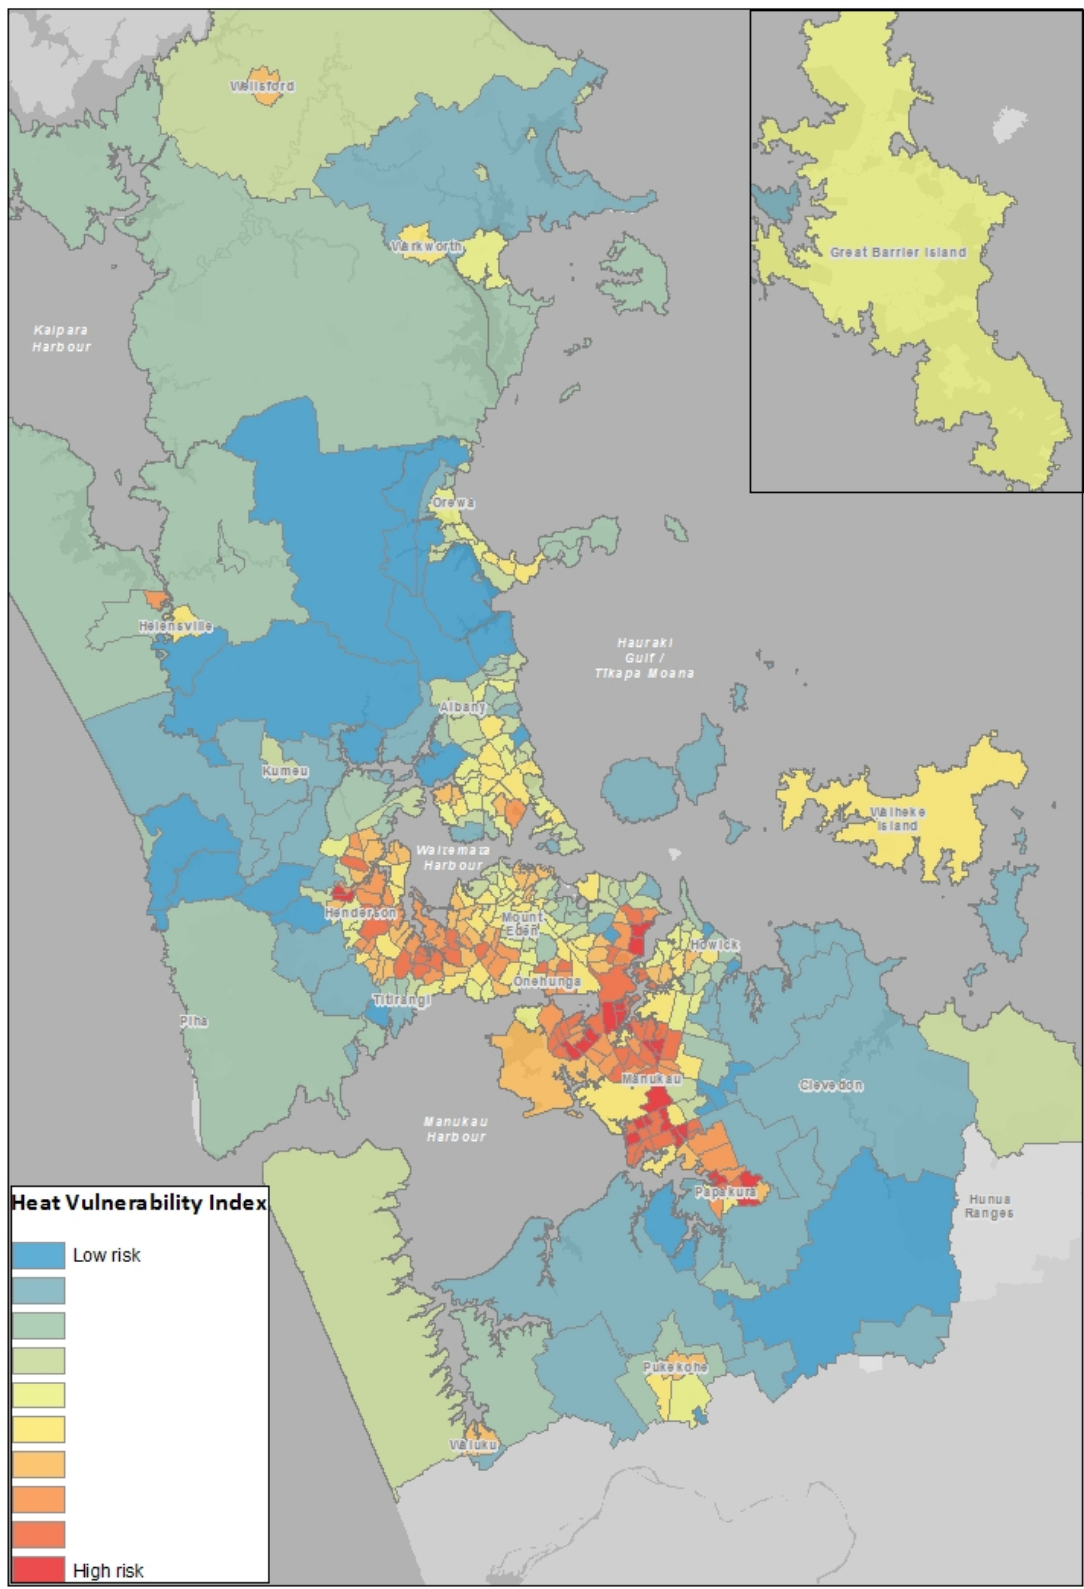 Wellsford
Great Barrier Island
Warkworth
Kaipara
Harbour
Orewa
Helensville
Hauraki
Gulf /
Tīkapa Moana
Albany
Kumeu
Waiheke
Island
Waitemata
Harbour
Henderson
Mount
Eden
Howick
Onehunga
Titirangi
Piha
Manukau
Clevedon
Manukau
Harbour
Papakura
Hunua
Ranges
Heat Vulnerability Index
Low risk
Pukekohe
Waiuku
High risk